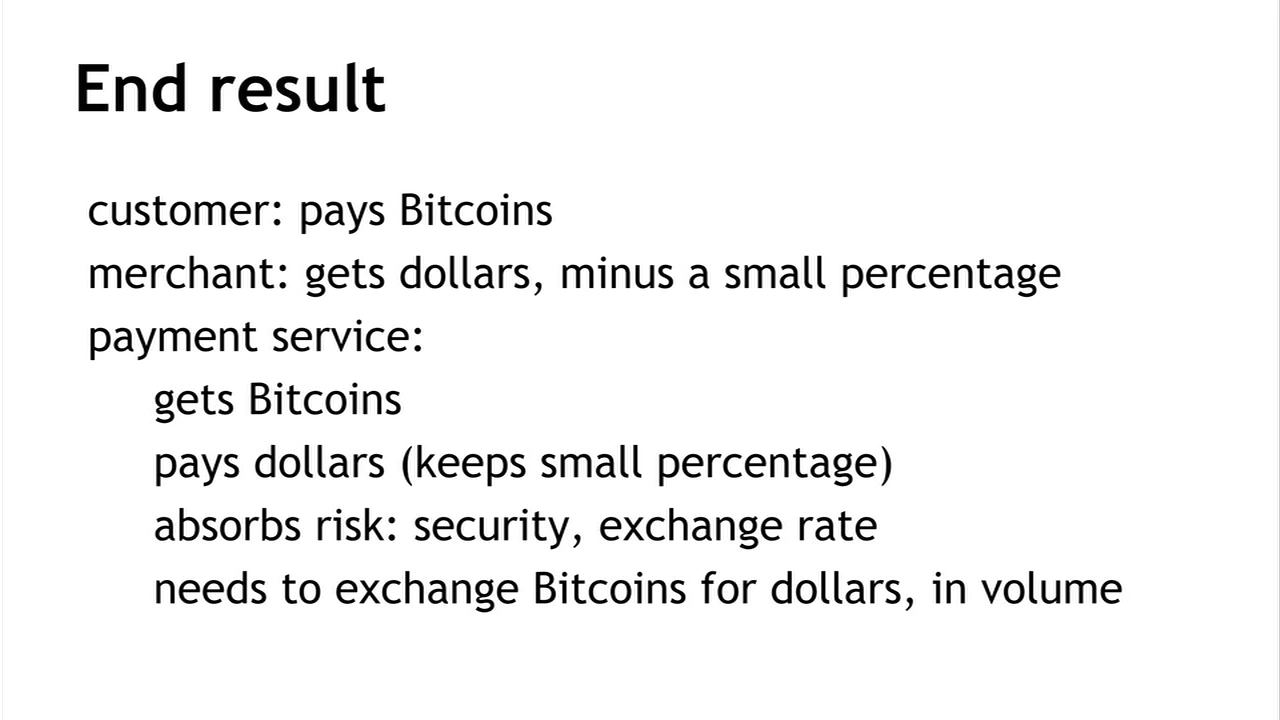 End result
customer: pays Bitcoins
merchant: gets dollars, minus a small percentage
payment service:
gets Bitcoins
pays dollars (keeps small percentage)
absorbs risk: security, exchange rate
needs to exchange Bitcoins for dollars, in volume